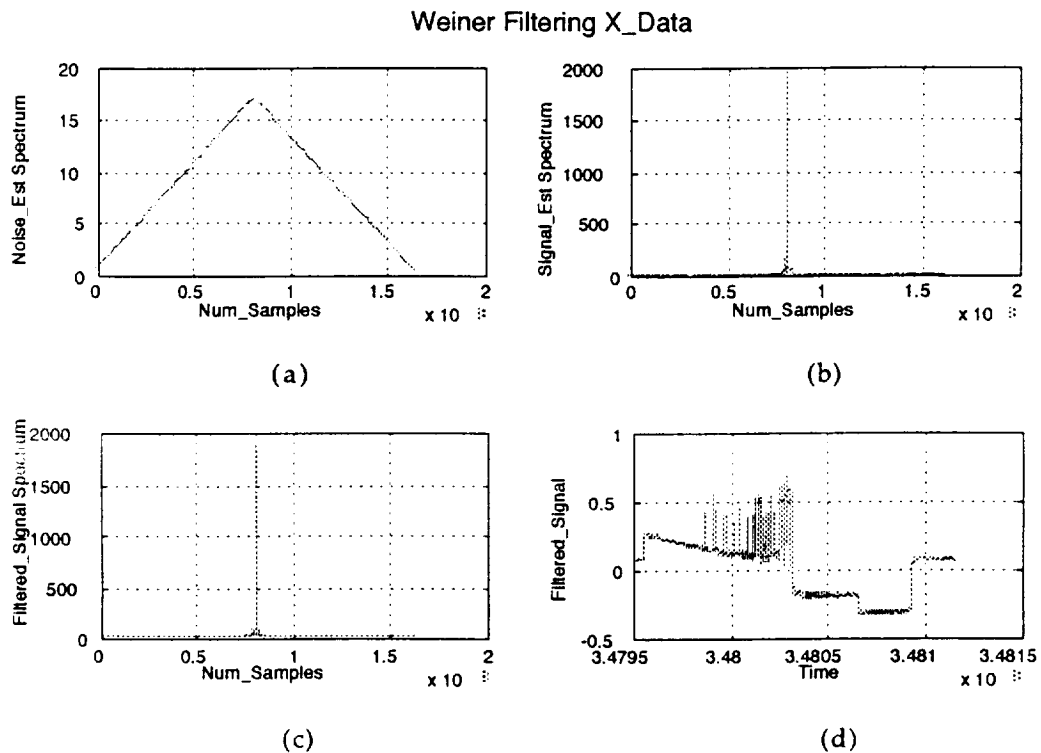 Weiner Filtering X_Data
Noise_Est Spectrum
20
15
10
5
0
0 0.5 1 1.5 2
Num_Samples
x 10
(a)
Signal_Est Spectrum
2000
1500
1000
500
0
0 0.5 1 1.5 2
Num_Samples
x 10
(b)
Filtered_Signal Spectrum
2000
1500
1000
500
0
0 0.5 1 1.5 2
Num_Samples
x 10
(c)
Filtered_Signal
1
0.5
0
-0.5
3.4795 3.48 3.4805 3.481 3.4815
Time
x 10
(d)